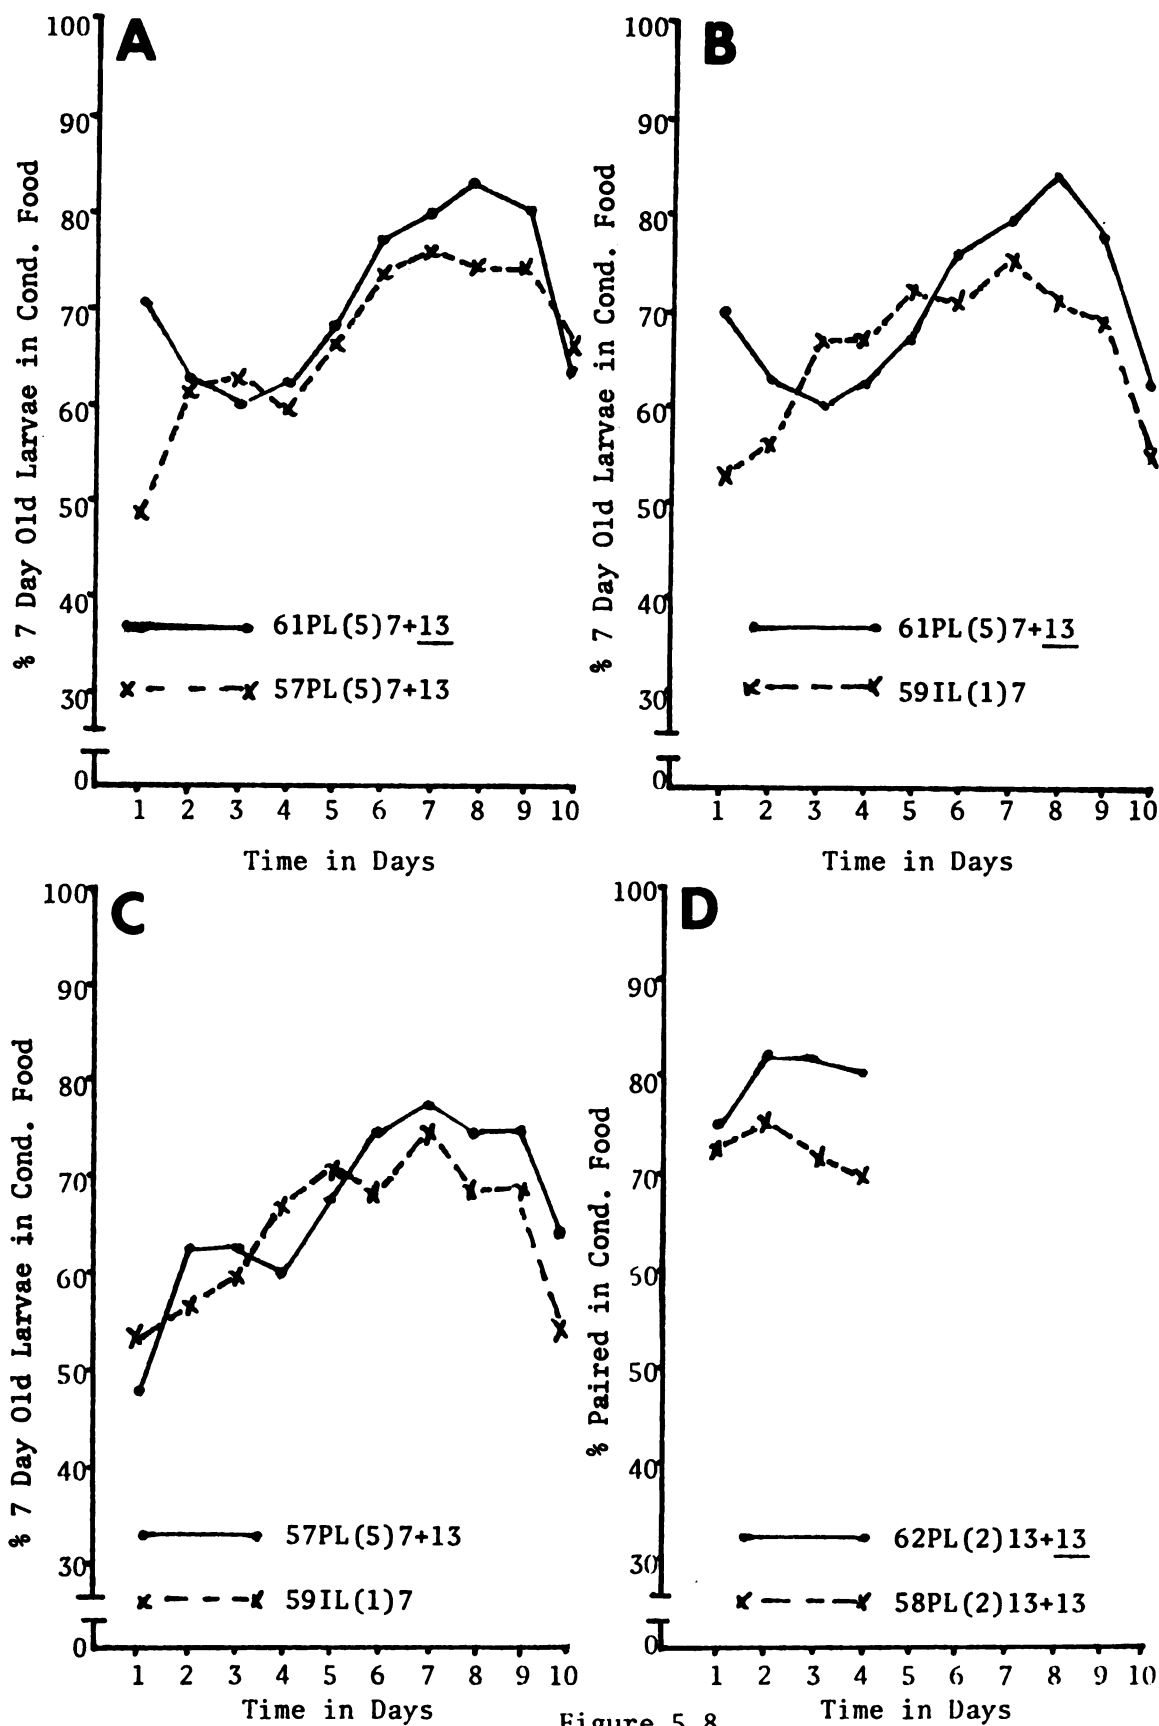 A
100
90
80
70
60
50
40
30
0
% 7 Day Old Larvae in Cond. Food
61PL(5)7+13
57PL(5)7+13
1 2 3 4 5 6 7 8 9 10
Time in Days
B
100
90
80
70
60
50
40
30
0
% 7 Day Old Larvae in Cond. Food
61PL(5)7+13
59IL(1)7
1 2 3 4 5 6 7 8 9 10
Time in Days
C
100
90
80
70
60
50
40
30
0
% 7 Day Old Larvae in Cond. Food
57PL(5)7+13
59IL(1)7
1 2 3 4 5 6 7 8 9 10
Time in Days
D
100
90
80
70
60
50
40
30
0
% Paired in Cond. Food
62PL(2)13+13
58PL(2)13+13
1 2 3 4 5 6 7 8 9 10
Time in Days
Figure 5.8